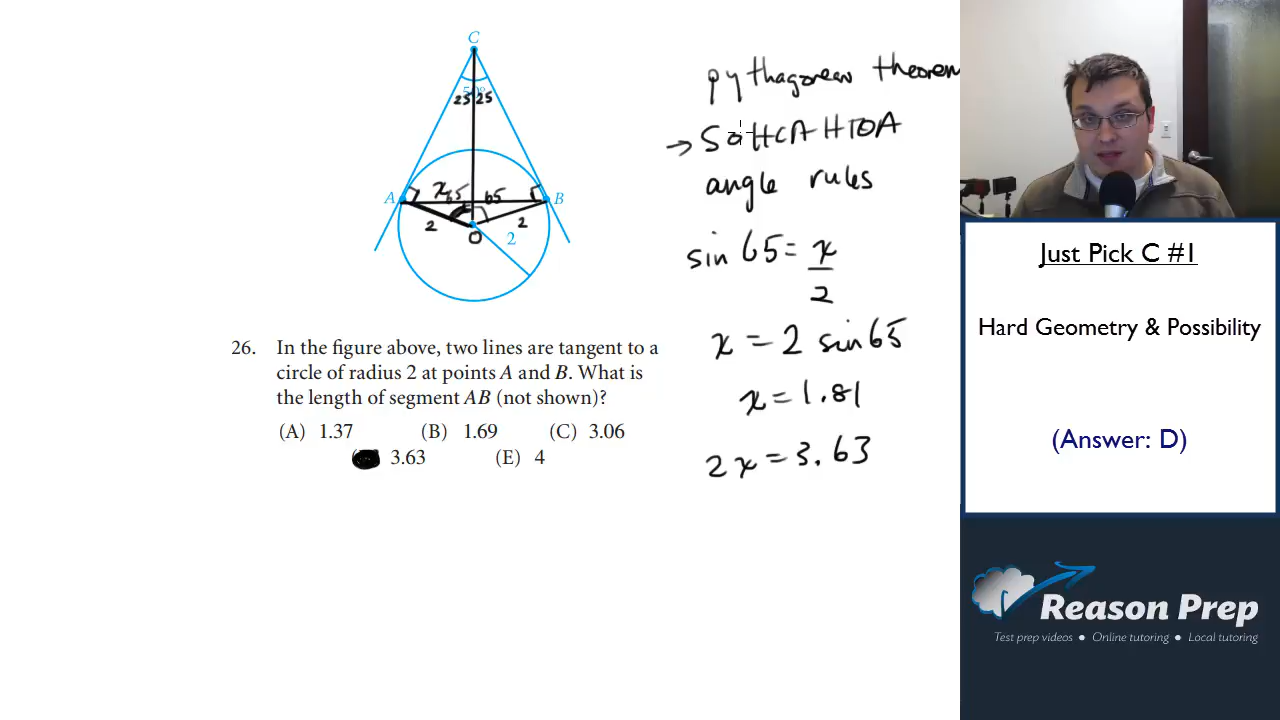 C
50°
25 25
A
x
65
65
B
2
2
O
2
pythagorean theorem
→ SOHCAHTOA
angle rules
sin 65 = x/2
x = 2 sin 65
x = 1.81
2x = 3.63
26. In the figure above, two lines are tangent to a
circle of radius 2 at points A and B. What is
the length of segment AB (not shown)?
(A) 1.37 (B) 1.69 (C) 3.06
3.63 (E) 4
Just Pick C #1
Hard Geometry & Possibility
(Answer: D)
Reason Prep
Test prep videos • Online tutoring • Local tutoring